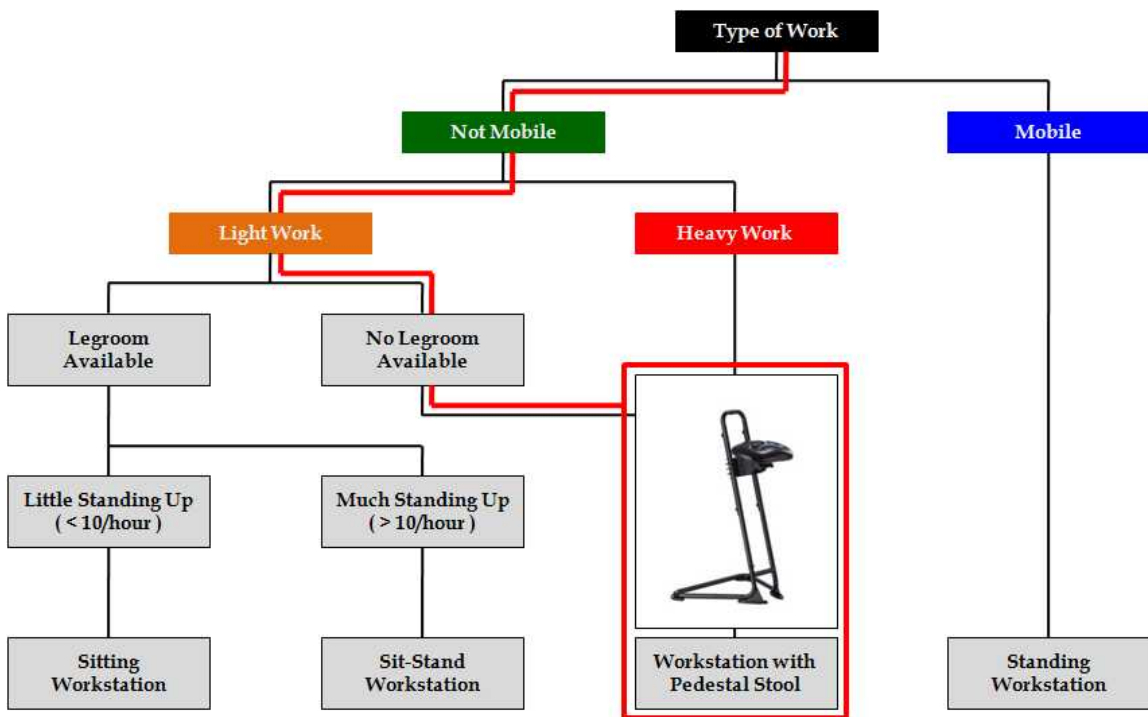 Type of Work
Not Mobile
Mobile
Light Work
Heavy Work
Legroom
Available
No Legroom
Available
Little Standing Up
( < 10/hour )
Much Standing Up
( > 10/hour )
Sitting
Workstation
Sit-Stand
Workstation
Workstation with
Pedestal Stool
Standing
Workstation